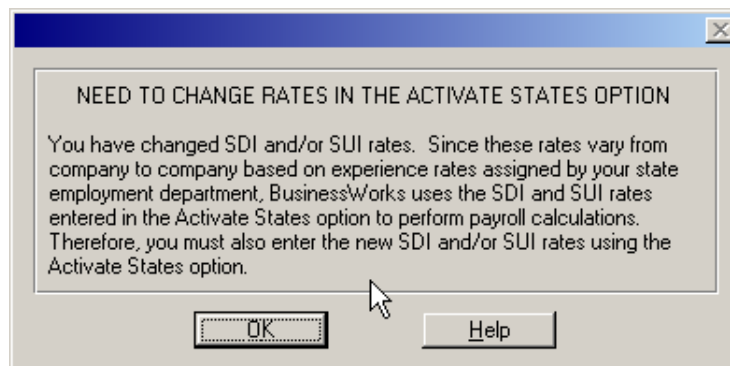 NEED TO CHANGE RATES IN THE ACTIVATE STATES OPTION
You have changed SDI and/or SUI rates.  Since these rates vary from
company to company based on experience rates assigned by your state
employment department, BusinessWorks uses the SDI and SUI rates
entered in the Activate States option to perform payroll calculations.
Therefore, you must also enter the new SDI and/or SUI rates using the
Activate States option.
OK
Help